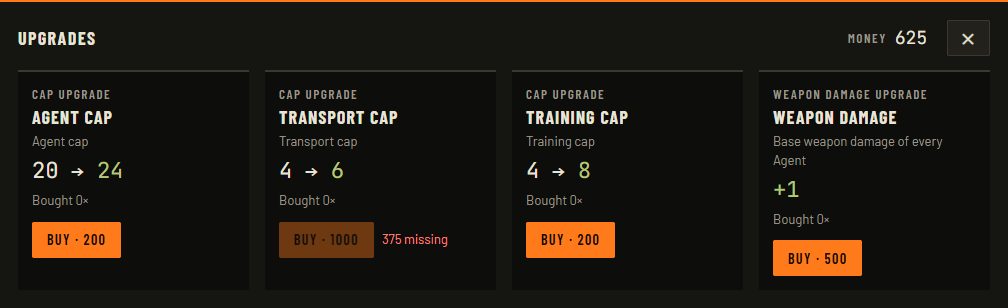 UPGRADES
MONEY 625 ×
CAP UPGRADE
AGENT CAP
Agent cap
20 → 24
Bought 0×
BUY · 200
CAP UPGRADE
TRANSPORT CAP
Transport cap
4 → 6
Bought 0×
BUY · 1000 375 missing
CAP UPGRADE
TRAINING CAP
Training cap
4 → 8
Bought 0×
BUY · 200
WEAPON DAMAGE UPGRADE
WEAPON DAMAGE
Base weapon damage of every
Agent
+1
Bought 0×
BUY · 500